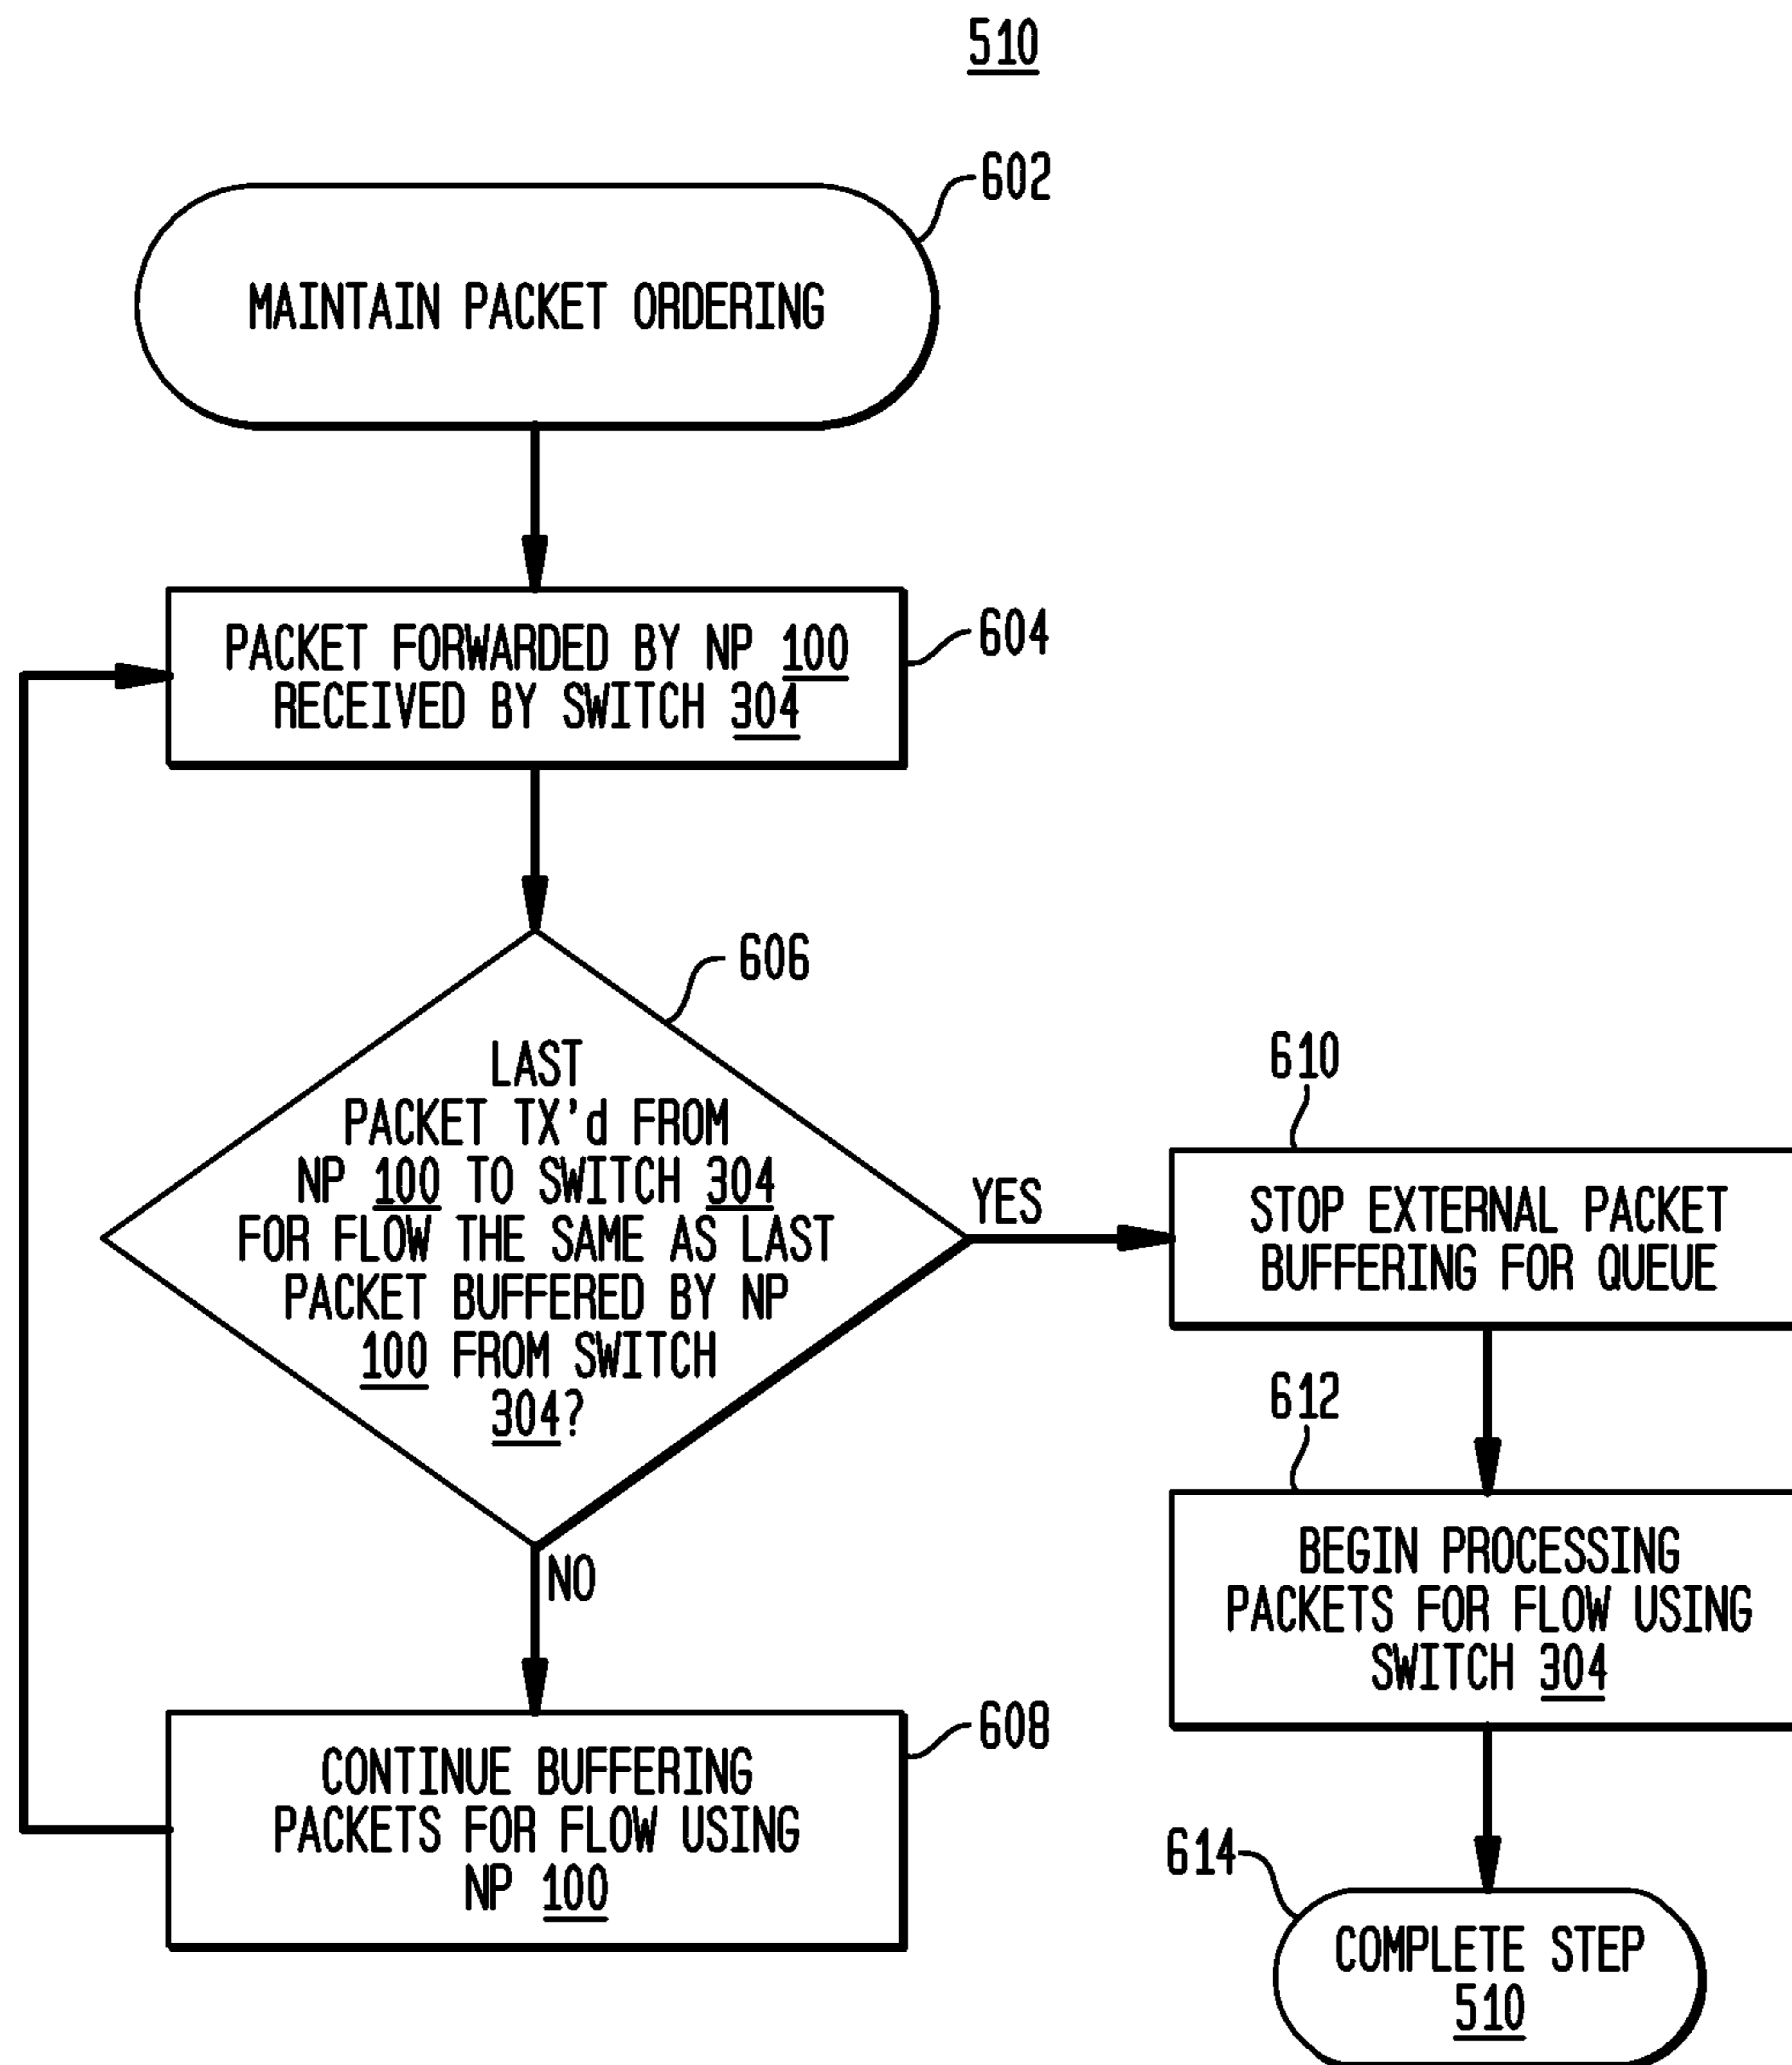 510
602
MAINTAIN PACKET ORDERING
604
PACKET FORWARDED BY NP 100
RECEIVED BY SWITCH 304
606
LAST
PACKET TX'd FROM
NP 100 TO SWITCH 304
FOR FLOW THE SAME AS LAST
PACKET BUFFERED BY NP
100 FROM SWITCH
304?
YES
NO
608
CONTINUE BUFFERING
PACKETS FOR FLOW USING
NP 100
610
STOP EXTERNAL PACKET
BUFFERING FOR QUEUE
612
BEGIN PROCESSING
PACKETS FOR FLOW USING
SWITCH 304
614
COMPLETE STEP
510